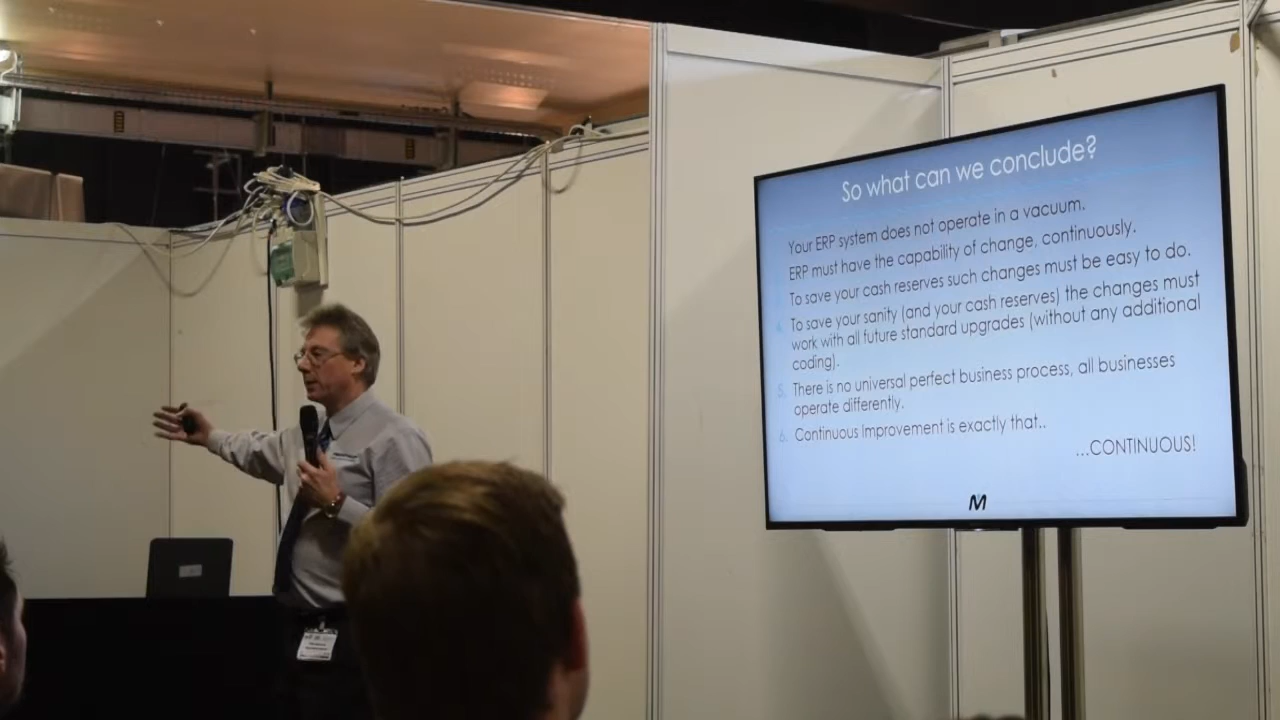 So what can we conclude?
Your ERP system does not operate in a vacuum.
ERP must have the capability of change, continuously.
To save your cash reserves such changes must be easy to do.
4. To save your sanity (and your cash reserves) the changes must
work with all future standard upgrades (without any additional
coding).
5. There is no universal perfect business process, all businesses
operate differently.
6. Continuous Improvement is exactly that..
...CONTINUOUS!
M